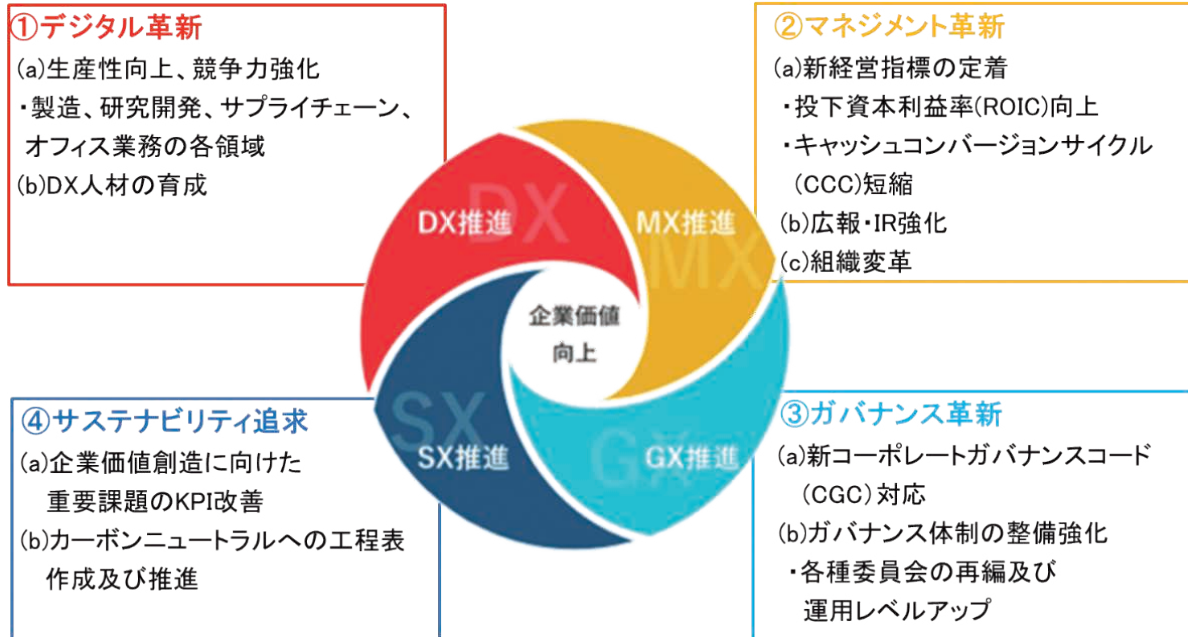 ①デジタル革新
(a)生産性向上、競争力強化
・製造、研究開発、サプライチェーン、
オフィス業務の各領域
(b)DX人材の育成
②マネジメント革新
(a)新経営指標の定着
・投下資本利益率(ROIC)向上
・キャッシュコンバージョンサイクル
(CCC)短縮
(b)広報・IR強化
(c)組織変革
DX
DX推進
MX推進
MX
企業価値
向上
SX
SX推進
GX
GX推進
④サステナビリティ追求
(a)企業価値創造に向けた
重要課題のKPI改善
(b)カーボンニュートラルへの工程表
作成及び推進
③ガバナンス革新
(a)新コーポレートガバナンスコード
(CGC)対応
(b)ガバナンス体制の整備強化
・各種委員会の再編及び
運用レベルアップ